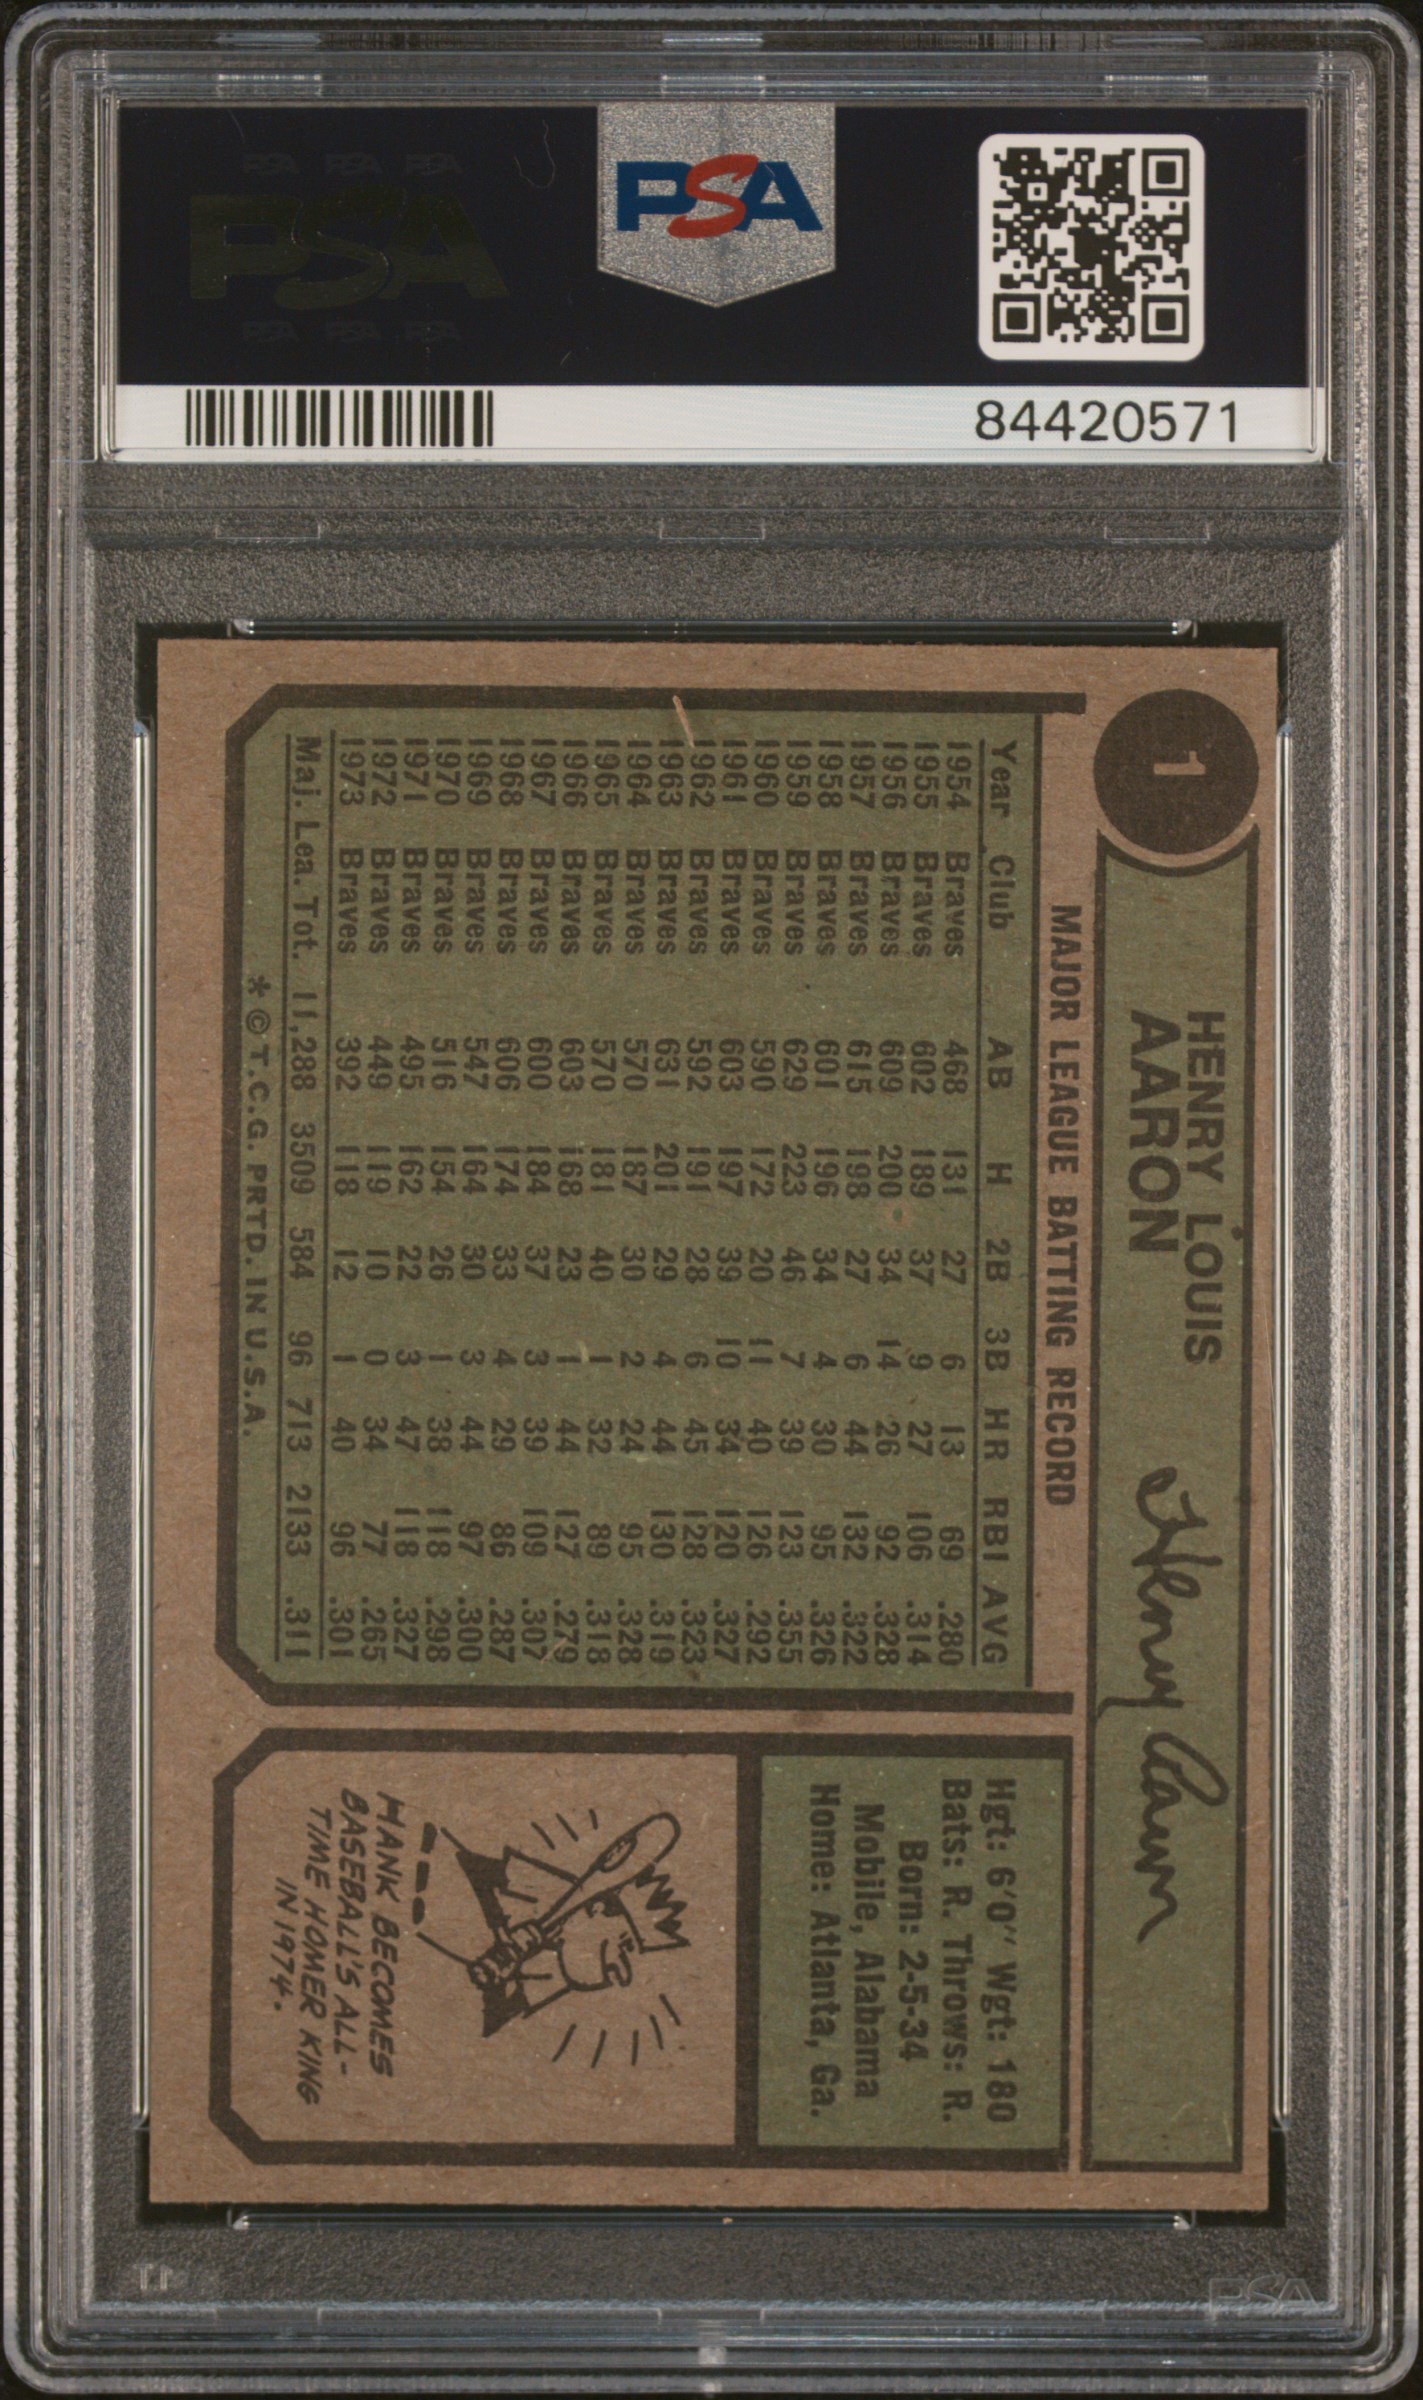 PSA PSA PSA
PSA
PSA PSA PSA
PSA
84420571
1
HENRY LOUIS
AARON
Henry Aaron
MAJOR LEAGUE BATTING RECORD
Year Club AB H 2B 3B HR RBI AVG
1954 Braves 468 131 27 6 13 69 .280
1955 Braves 602 189 37 9 27 106 .314
1956 Braves 609 200 34 14 26 92 .328
1957 Braves 615 198 27 6 44 132 .322
1958 Braves 601 196 34 4 30 95 .326
1959 Braves 629 223 46 7 39 123 .355
1960 Braves 590 172 20 11 40 126 .292
1961 Braves 603 197 39 10 34 120 .327
1962 Braves 592 191 28 6 45 128 .323
1963 Braves 631 201 29 4 44 130 .319
1964 Braves 570 187 30 2 24 95 .328
1965 Braves 570 181 40 1 32 89 .318
1966 Braves 603 168 23 1 44 127 .279
1967 Braves 600 184 37 3 39 109 .307
1968 Braves 606 174 33 4 29 86 .287
1969 Braves 547 164 30 3 44 97 .300
1970 Braves 516 154 26 1 38 118 .298
1971 Braves 495 162 22 3 47 118 .327
1972 Braves 449 119 10 0 34 77 .265
1973 Braves 392 118 12 1 40 96 .301
Maj. Lea. Tot. 11,288 3509 584 96 713 2133 .311
* © T.C.G. PRTD. IN U.S.A.
Hgt: 6'0" Wgt: 180
Bats: R. Throws: R.
Born: 2-5-34
Mobile, Alabama
Home: Atlanta, Ga.
HANK BECOMES
BASEBALL'S ALL-
TIME HOMER KING
IN 1974.
PSA